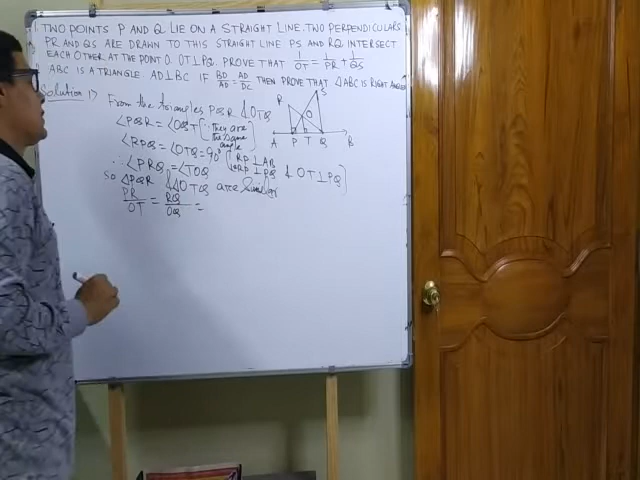 1. TWO POINTS P AND Q LIE ON A STRAIGHT LINE. TWO PERPENDICULARS
PR AND QS ARE DRAWN TO THIS STRAIGHT LINE PS AND RQ INTERSECT
EACH OTHER AT THE POINT O. OT⊥PQ. PROVE THAT 1/OT = 1/PR + 1/QS
ABC IS A TRIANGLE AD⊥BC IF BD/AD = AD/DC THEN PROVE THAT △ABC IS RIGHT ANGLED
Solution 1) From the triangles PQR & OTQ
∠PQR = ∠OQT [∵ they are the same angle]
∠RPQ = ∠OTQ = 90° [RP⊥AB ∴ RP⊥PQ & OT⊥PQ]
∴ ∠PRQ = ∠TOQ
So △PQR & △OTQ are similar
PR/OT = RQ/OQ =
R S
O
A P T Q B